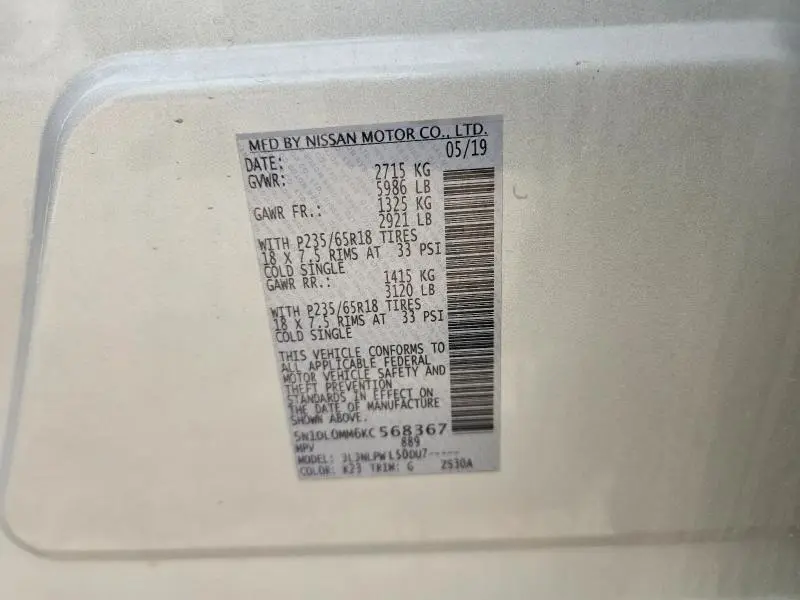 MFD BY NISSAN MOTOR CO., LTD.
DATE: 05/19
GVWR: 2715 KG
5986 LB
GAWR FR.: 1325 KG
2921 LB
WITH P235/65R18 TIRES
18 X 7.5 RIMS AT 33 PSI
COLD SINGLE
GAWR RR.: 1415 KG
3120 LB
WITH P235/65R18 TIRES
18 X 7.5 RIMS AT 33 PSI
COLD SINGLE
THIS VEHICLE CONFORMS TO
ALL APPLICABLE FEDERAL
MOTOR VEHICLE SAFETY AND
THEFT PREVENTION
STANDARDS IN EFFECT ON
THE DATE OF MANUFACTURE
SHOWN ABOVE.
5N1DL0MM6KC 568367
MPV 889
MODEL:
COLOR: K23 TRIM: G 2530A